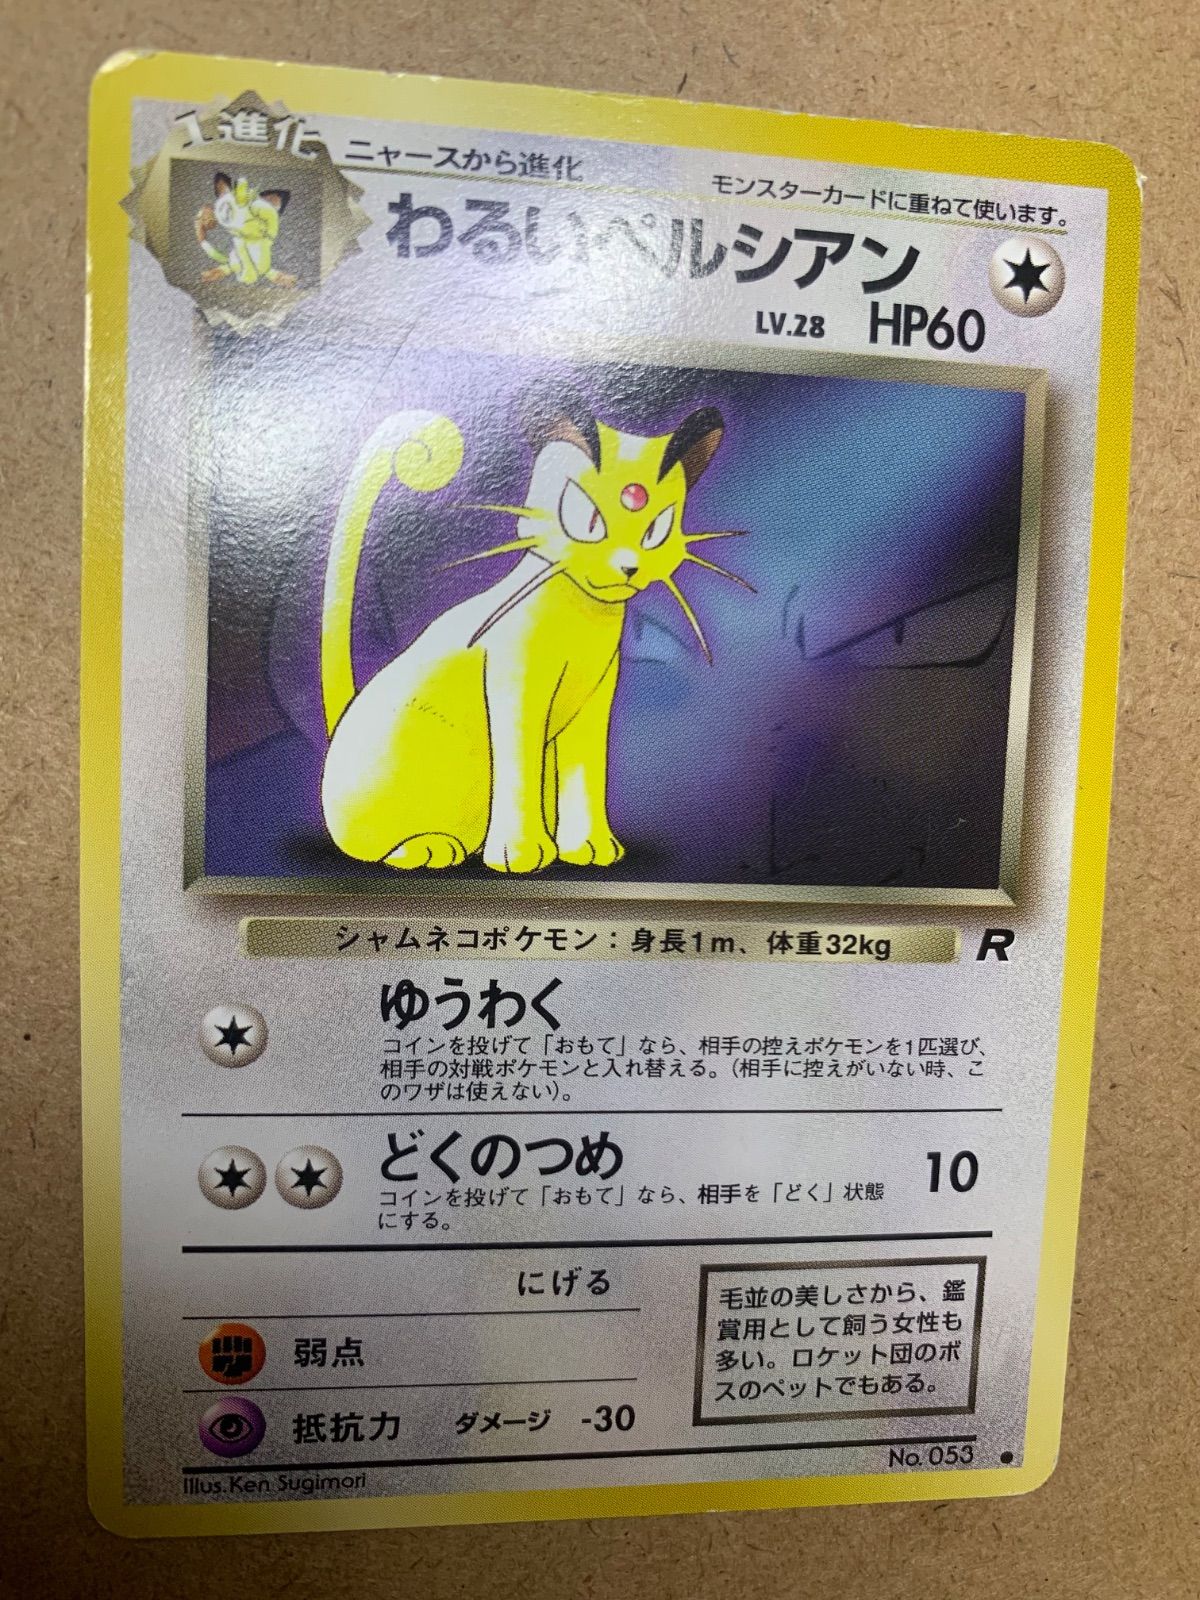 1進化
ニャースから進化
モンスターカードに重ねて使います。
わるいペルシアン
LV.28 HP60
シャムネコポケモン：身長1m、体重32kg
R
ゆうわく
コインを投げて「おもて」なら、相手の控えポケモンを1匹選び、
相手の対戦ポケモンと入れ替える。（相手に控えがいない時、こ
のワザは使えない）。
どくのつめ 10
コインを投げて「おもて」なら、相手を「どく」状態
にする。
にげる
弱点
抵抗力 ダメージ -30
毛並の美しさから、鑑
賞用として飼う女性も
多い。ロケット団のボ
スのペットでもある。
Illus. Ken Sugimori
No. 053